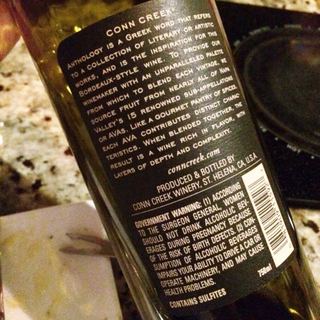 CONN CREEK
ANTHOLOGY IS A GREEK WORD THAT REFERS
TO A COLLECTION OF LITERARY OR ARTISTIC
WORKS, AND IS THE INSPIRATION FOR THIS
BORDEAUX-STYLE WINE. TO PROVIDE OUR
WINEMAKER WITH AN UNPARALLELED PALETTE
FROM WHICH TO BLEND EACH VINTAGE, WE
SOURCE FRUIT FROM NEARLY ALL OF NAPA
VALLEY'S 15 RENOWNED SUB-APPELLATIONS
OR AVAS. LIKE A GOURMET PANTRY OF SPICES,
EACH AVA CONTRIBUTES DISTINCT CHARAC-
TERISTICS. WHEN BLENDED TOGETHER, THE
RESULT IS A WINE RICH IN FLAVOR, WITH
LAYERS OF DEPTH AND COMPLEXITY.
conncreek.com
PRODUCED & BOTTLED BY
CONN CREEK WINERY, ST. HELENA, CA, U.S.A.
GOVERNMENT WARNING: (1) ACCORDING
TO THE SURGEON GENERAL, WOMEN
SHOULD NOT DRINK ALCOHOLIC BEV-
ERAGES DURING PREGNANCY BECAUSE
OF THE RISK OF BIRTH DEFECTS. (2) CON-
SUMPTION OF ALCOHOLIC BEVERAGES
IMPAIRS YOUR ABILITY TO DRIVE A CAR OR
OPERATE MACHINERY, AND MAY CAUSE
HEALTH PROBLEMS.
750ml
CONTAINS SULFITES